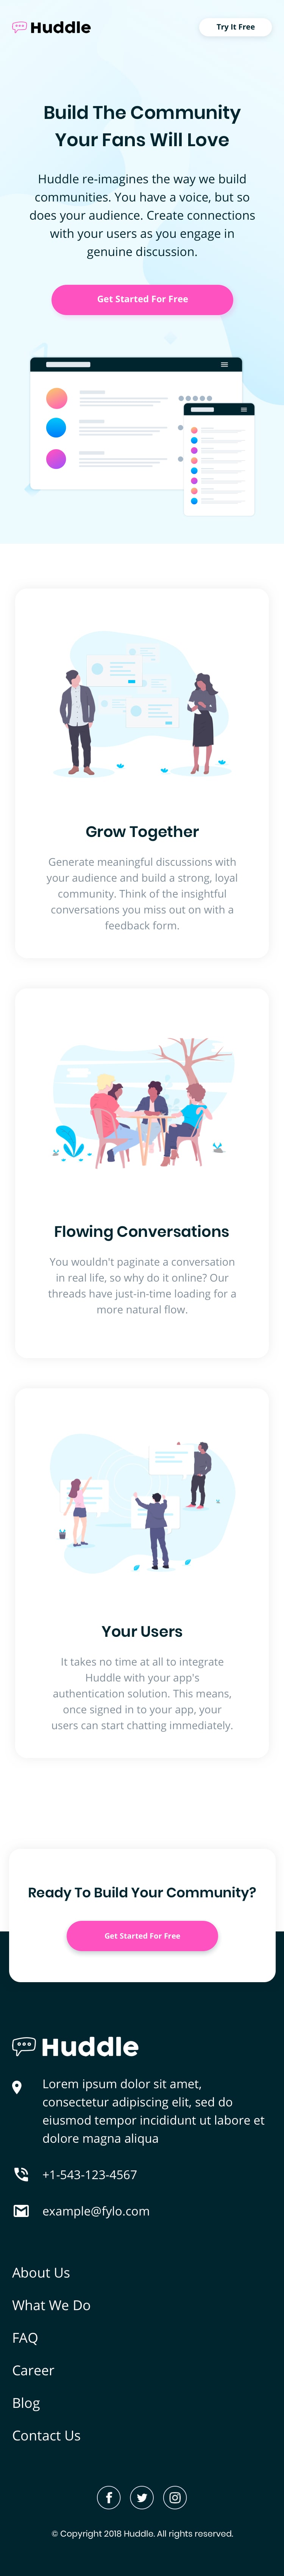 Huddle
Try It Free
Build The Community
Your Fans Will Love
Huddle re-imagines the way we build
communities. You have a voice, but so
does your audience. Create connections
with your users as you engage in
genuine discussion.
Get Started For Free
Grow Together
Generate meaningful discussions with
your audience and build a strong, loyal
community. Think of the insightful
conversations you miss out on with a
feedback form.
Flowing Conversations
You wouldn't paginate a conversation
in real life, so why do it online? Our
threads have just-in-time loading for a
more natural flow.
Your Users
It takes no time at all to integrate
Huddle with your app's
authentication solution. This means,
once signed in to your app, your
users can start chatting immediately.
Ready To Build Your Community?
Get Started For Free
Huddle
Lorem ipsum dolor sit amet,
consectetur adipiscing elit, sed do
eiusmod tempor incididunt ut labore et
dolore magna aliqua
+1-543-123-4567
example@fylo.com
About Us
What We Do
FAQ
Career
Blog
Contact Us
© Copyright 2018 Huddle. All rights reserved.